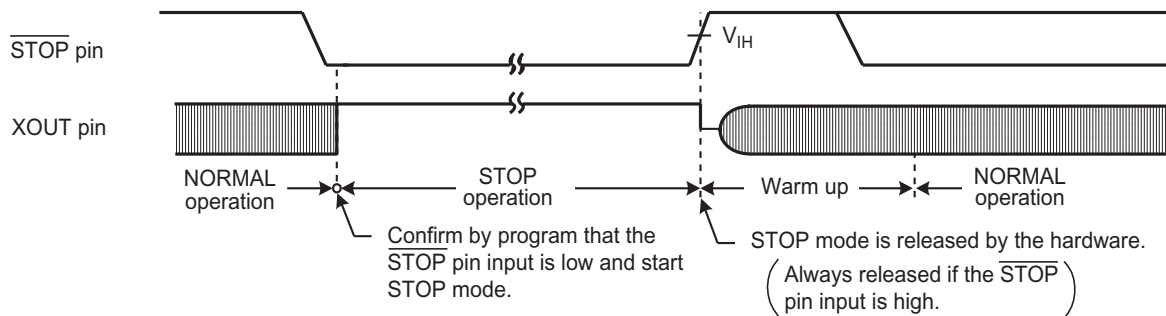 STOP pin
VIH
XOUT pin
NORMAL
operation
STOP
operation
Warm up
NORMAL
operation
Confirm by program that the
STOP pin input is low and start
STOP mode.
STOP mode is released by the hardware.
( Always released if the STOP
pin input is high. )